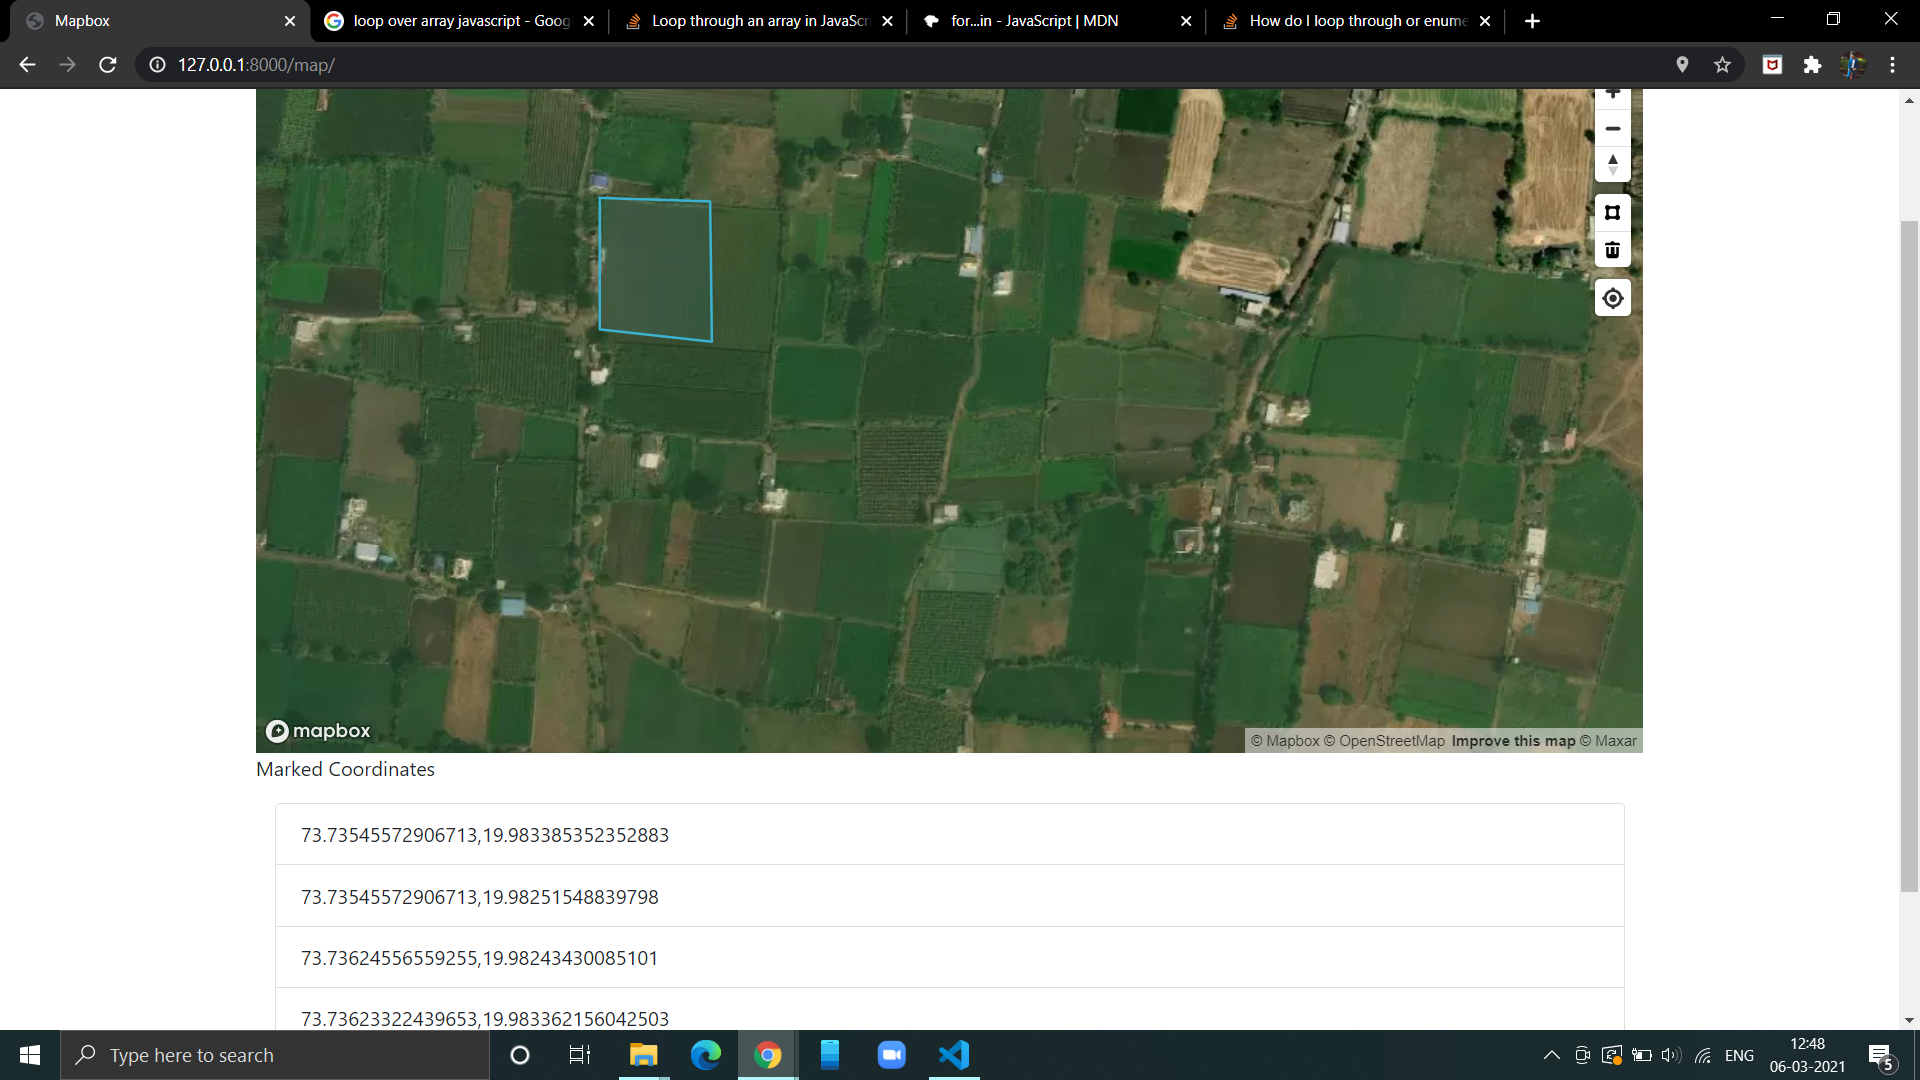 Mapbox
loop over array javascript - Goog
Loop through an array in JavaScri
for...in - JavaScript | MDN
How do I loop through or enume
127.0.0.1:8000/map/
mapbox
© Mapbox © OpenStreetMap Improve this map © Maxar
Marked Coordinates
73.73545572906713,19.983385352352883
73.73545572906713,19.98251548839798
73.73624556559255,19.98243430085101
73.73623322439653,19.983362156042503
Type here to search
ENG
12:48
06-03-2021
5